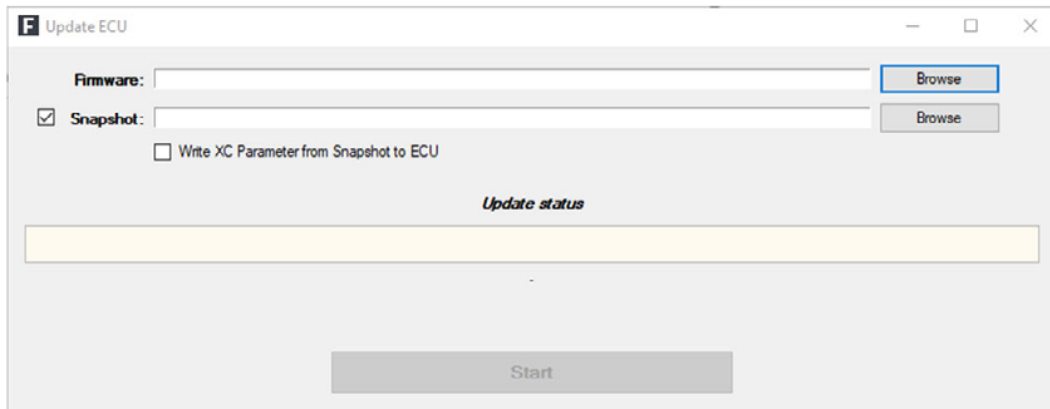 F Update ECU
Firmware: Browse
Snapshot: Browse
Write XC Parameter from Snapshot to ECU
Update status
-
Start